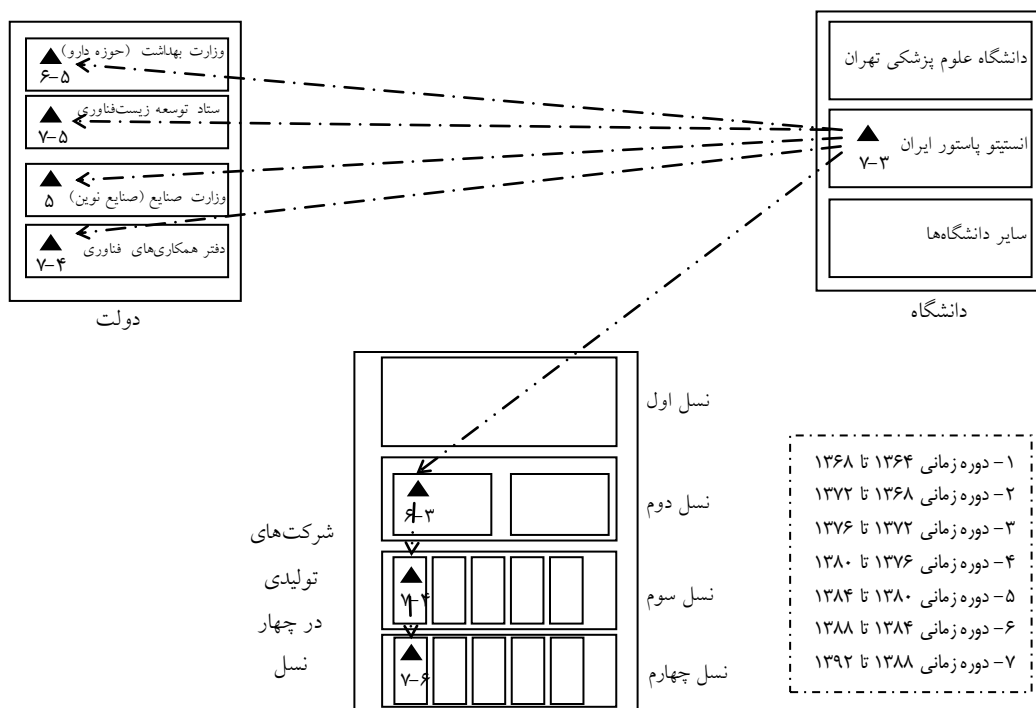 وزارت بهداشت (حوزه دارو)
۶-۵
ستاد توسعه زیست‌فناوری
۷-۵
وزارت صنایع (صنایع نوین)
۵
دفتر همکاری‌های فناوری
۷-۴
دولت
دانشگاه علوم پزشکی تهران
انستیتو پاستور ایران
۷-۳
سایر دانشگاه‌ها
دانشگاه
نسل اول
نسل دوم
۶-۳
نسل سوم
۷-۴
نسل چهارم
۷-۶
شرکت‌های
تولیدی
در چهار
نسل
۱- دوره زمانی ۱۳۶۴ تا ۱۳۶۸
۲- دوره زمانی ۱۳۶۸ تا ۱۳۷۲
۳- دوره زمانی ۱۳۷۲ تا ۱۳۷۶
۴- دوره زمانی ۱۳۷۶ تا ۱۳۸۰
۵- دوره زمانی ۱۳۸۰ تا ۱۳۸۴
۶- دوره زمانی ۱۳۸۴ تا ۱۳۸۸
۷- دوره زمانی ۱۳۸۸ تا ۱۳۹۲